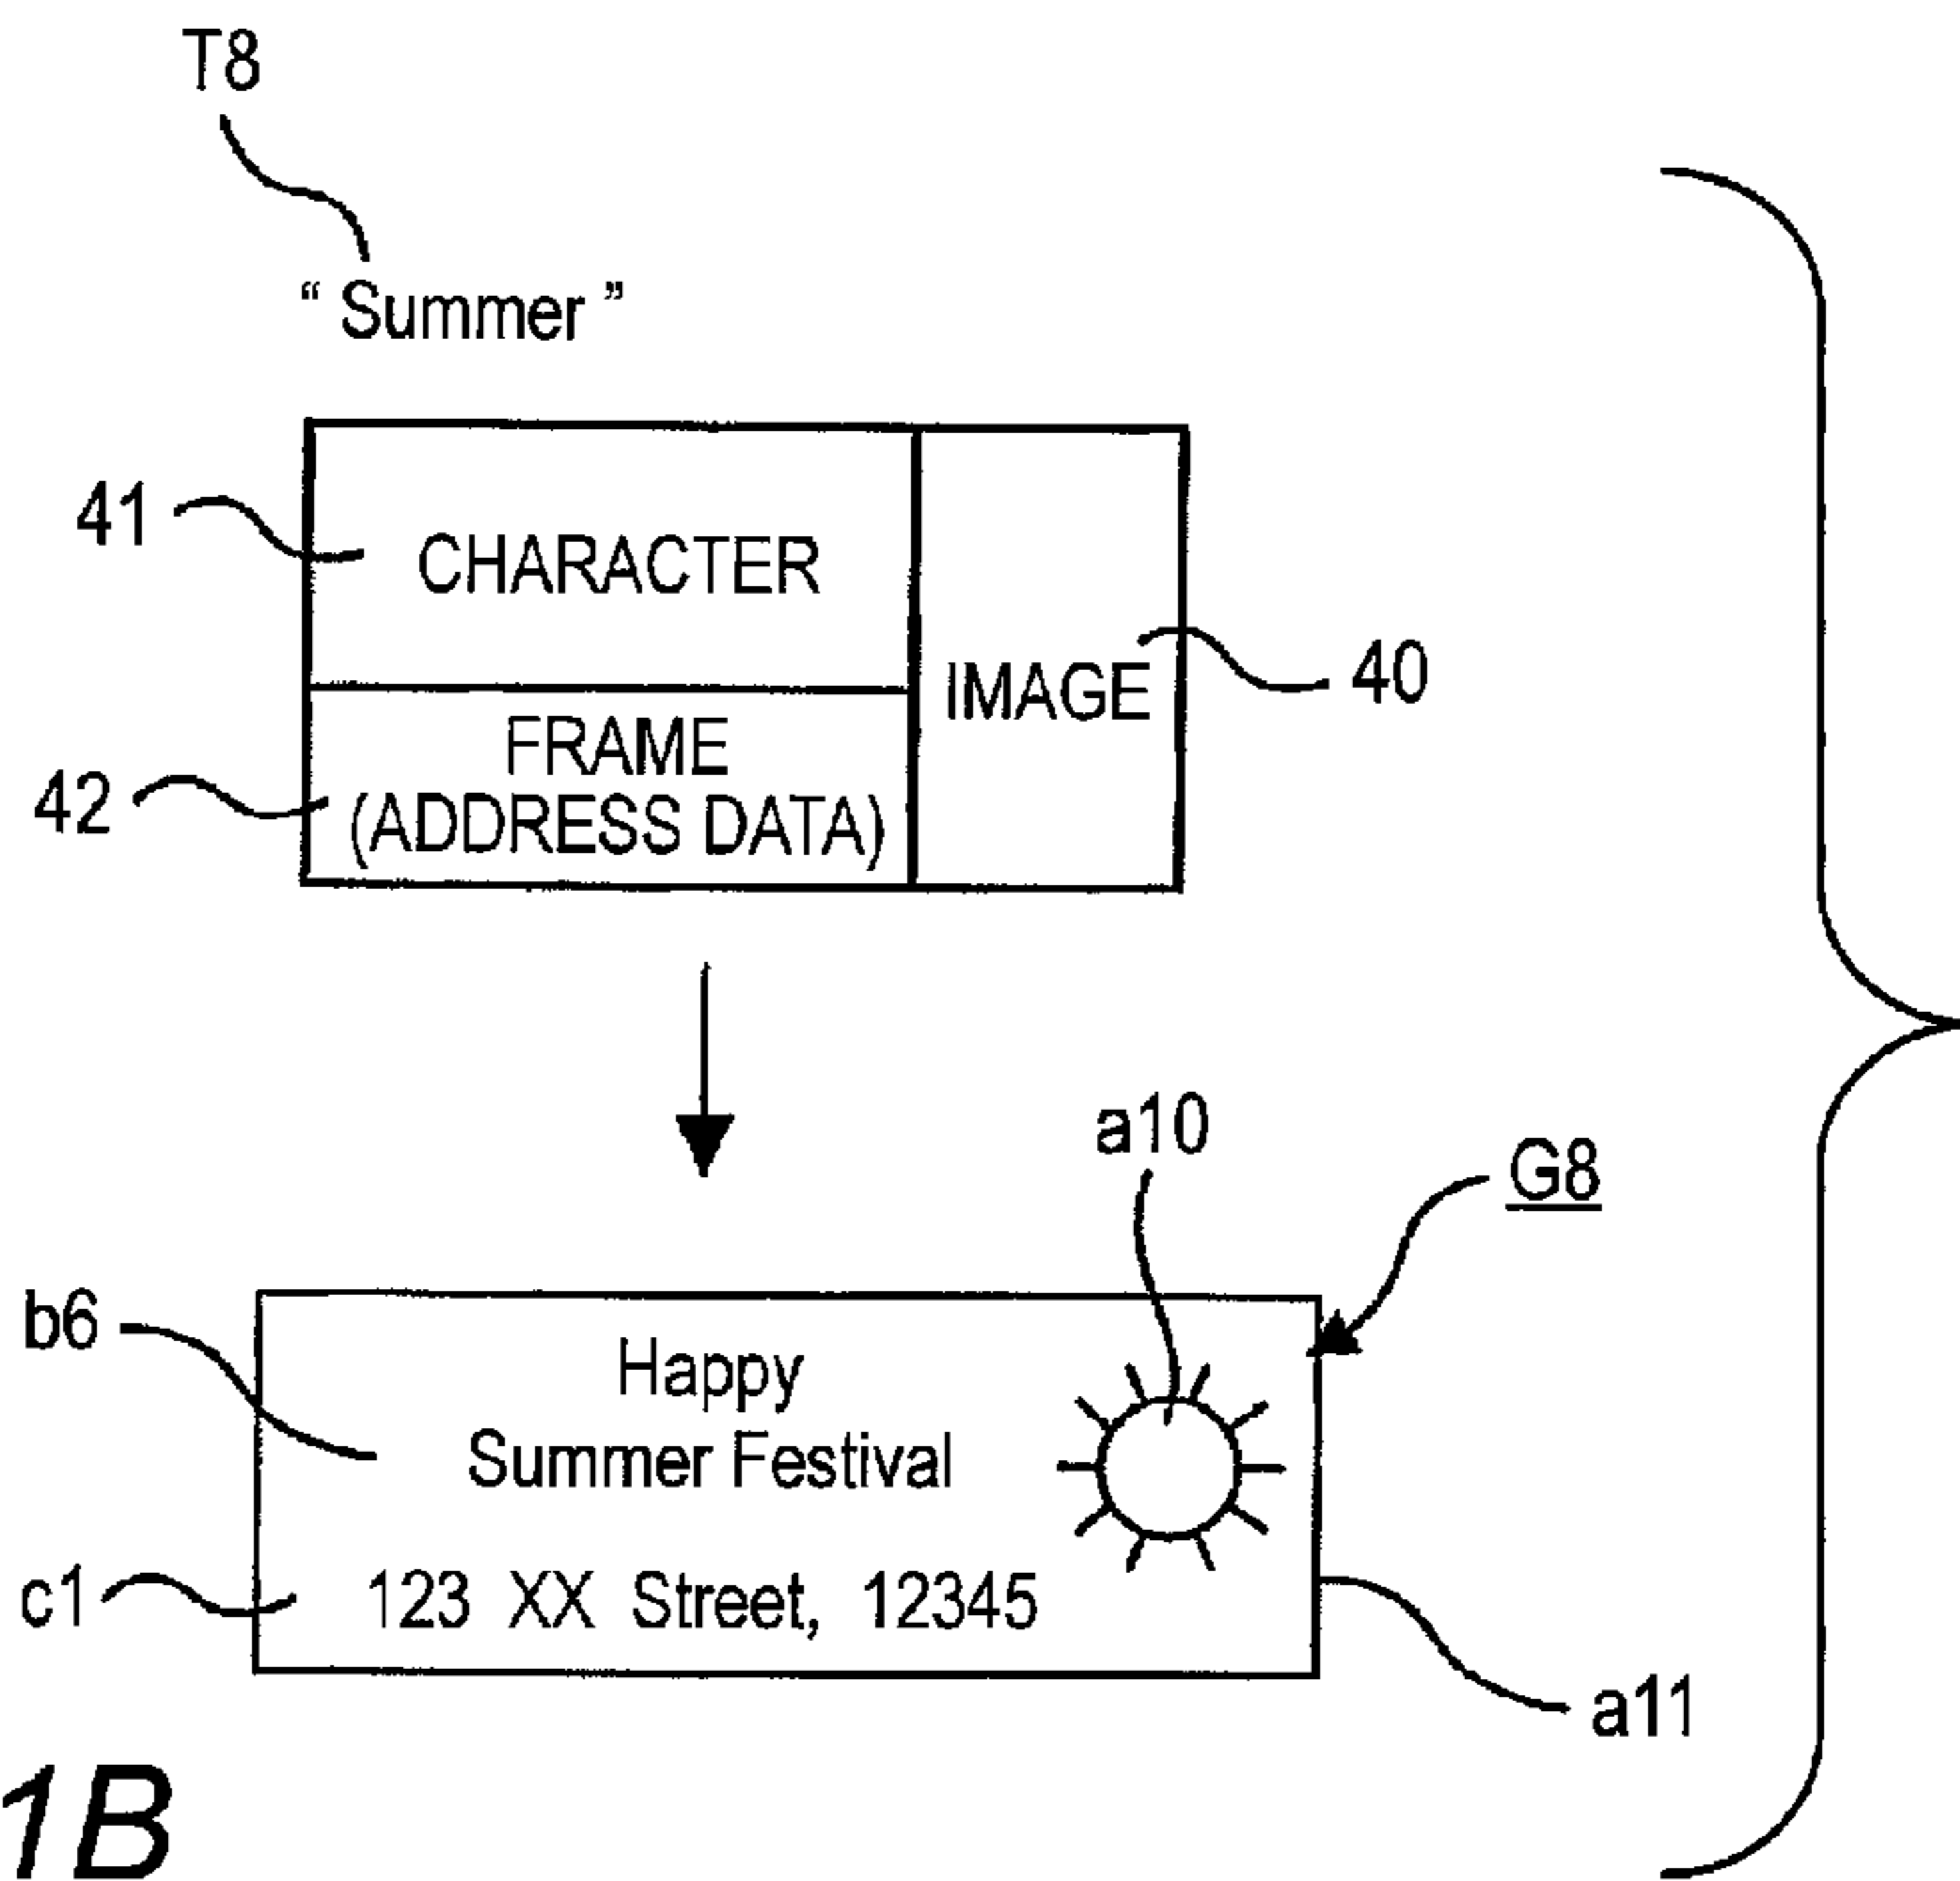 T8
“ Summer ”
41
CHARACTER
IMAGE
40
42
FRAME
(ADDRESS DATA)
a10
G8
b6
Happy
Summer Festival
c1
123 XX Street, 12345
a11
1B